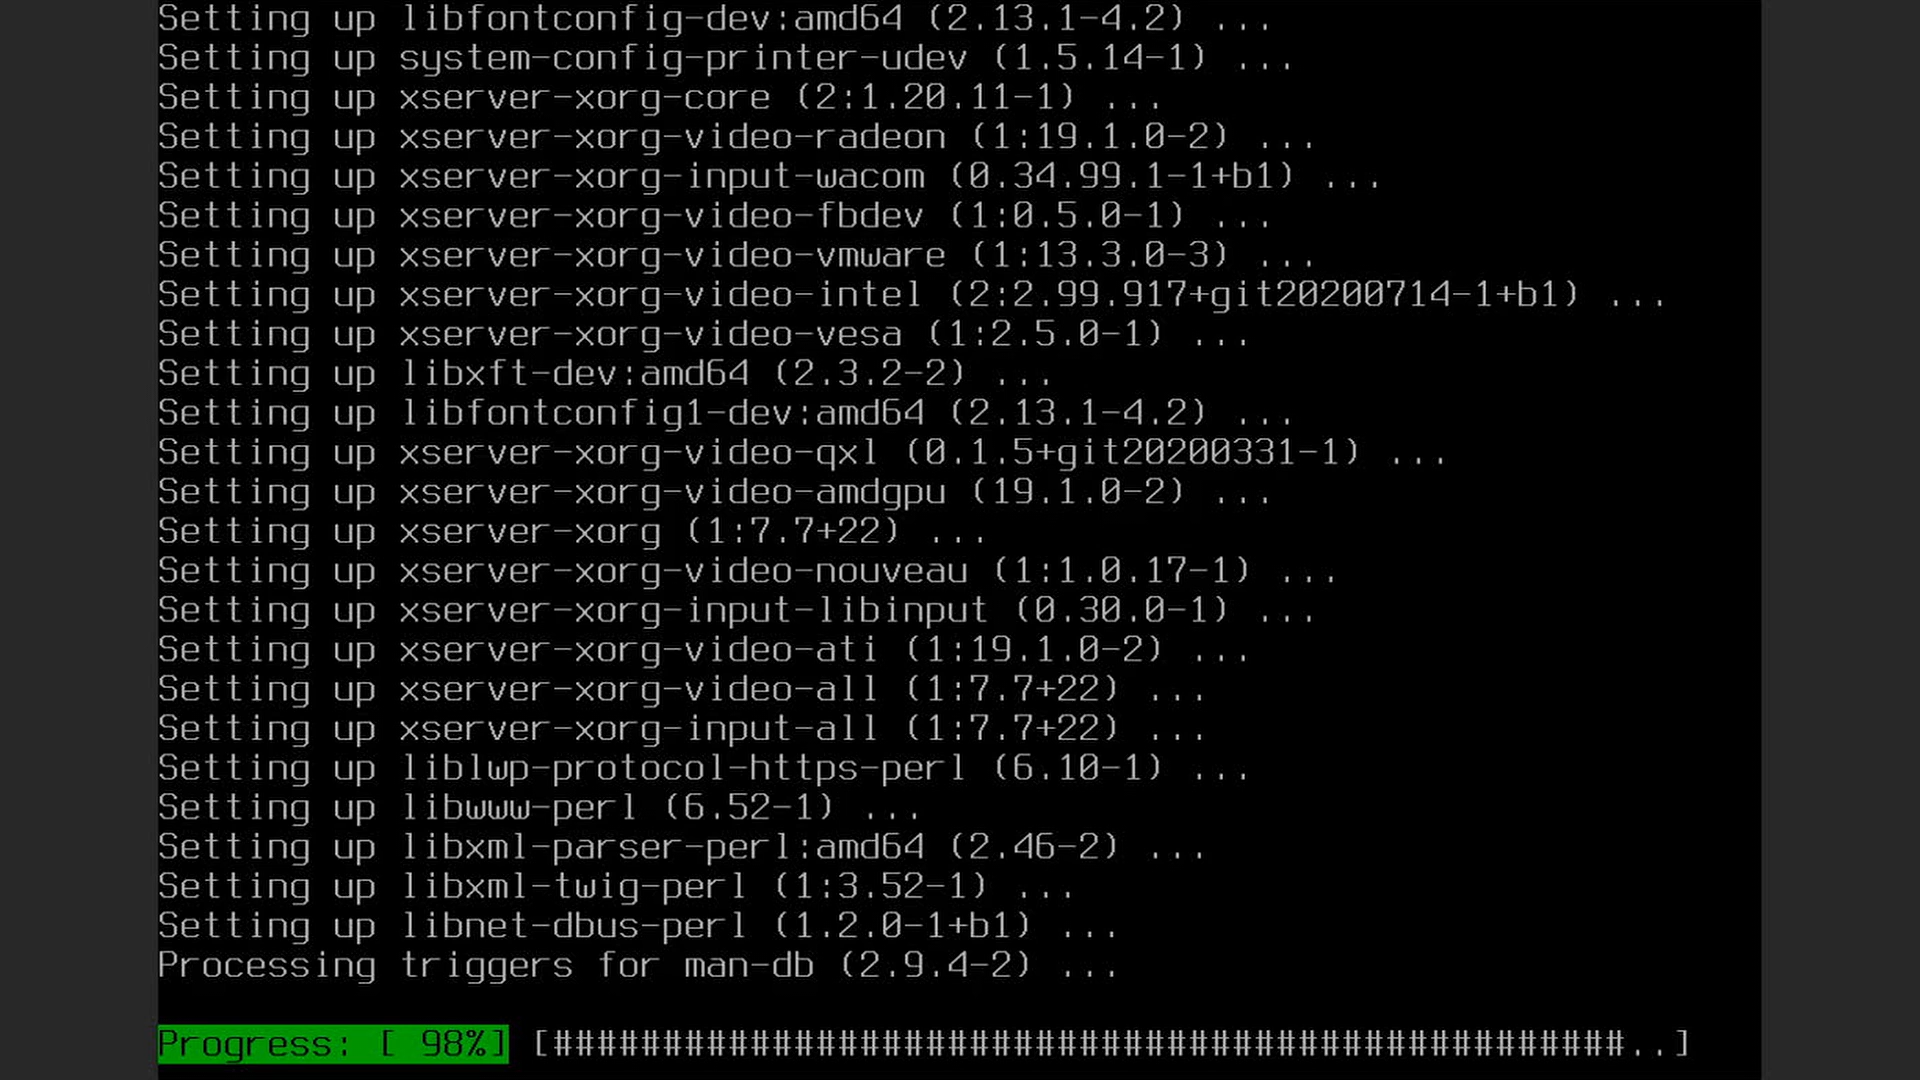 Setting up libfontconfig-dev:amd64 (2.13.1-4.2) ...
Setting up system-config-printer-udev (1.5.14-1) ...
Setting up xserver-xorg-core (2:1.20.11-1) ...
Setting up xserver-xorg-video-radeon (1:19.1.0-2) ...
Setting up xserver-xorg-input-wacom (0.34.99.1-1+b1) ...
Setting up xserver-xorg-video-fbdev (1:0.5.0-1) ...
Setting up xserver-xorg-video-vmware (1:13.3.0-3) ...
Setting up xserver-xorg-video-intel (2:2.99.917+git20200714-1+b1) ...
Setting up xserver-xorg-video-vesa (1:2.5.0-1) ...
Setting up libxft-dev:amd64 (2.3.2-2) ...
Setting up libfontconfig1-dev:amd64 (2.13.1-4.2) ...
Setting up xserver-xorg-video-qxl (0.1.5+git20200331-1) ...
Setting up xserver-xorg-video-amdgpu (19.1.0-2) ...
Setting up xserver-xorg (1:7.7+22) ...
Setting up xserver-xorg-video-nouveau (1:1.0.17-1) ...
Setting up xserver-xorg-input-libinput (0.30.0-1) ...
Setting up xserver-xorg-video-ati (1:19.1.0-2) ...
Setting up xserver-xorg-video-all (1:7.7+22) ...
Setting up xserver-xorg-input-all (1:7.7+22) ...
Setting up liblwp-protocol-https-perl (6.10-1) ...
Setting up libwww-perl (6.52-1) ...
Setting up libxml-parser-perl:amd64 (2.46-2) ...
Setting up libxml-twig-perl (1:3.52-1) ...
Setting up libnet-dbus-perl (1.2.0-1+b1) ...
Processing triggers for man-db (2.9.4-2) ...
Progress: [ 98%] [#################################################..]